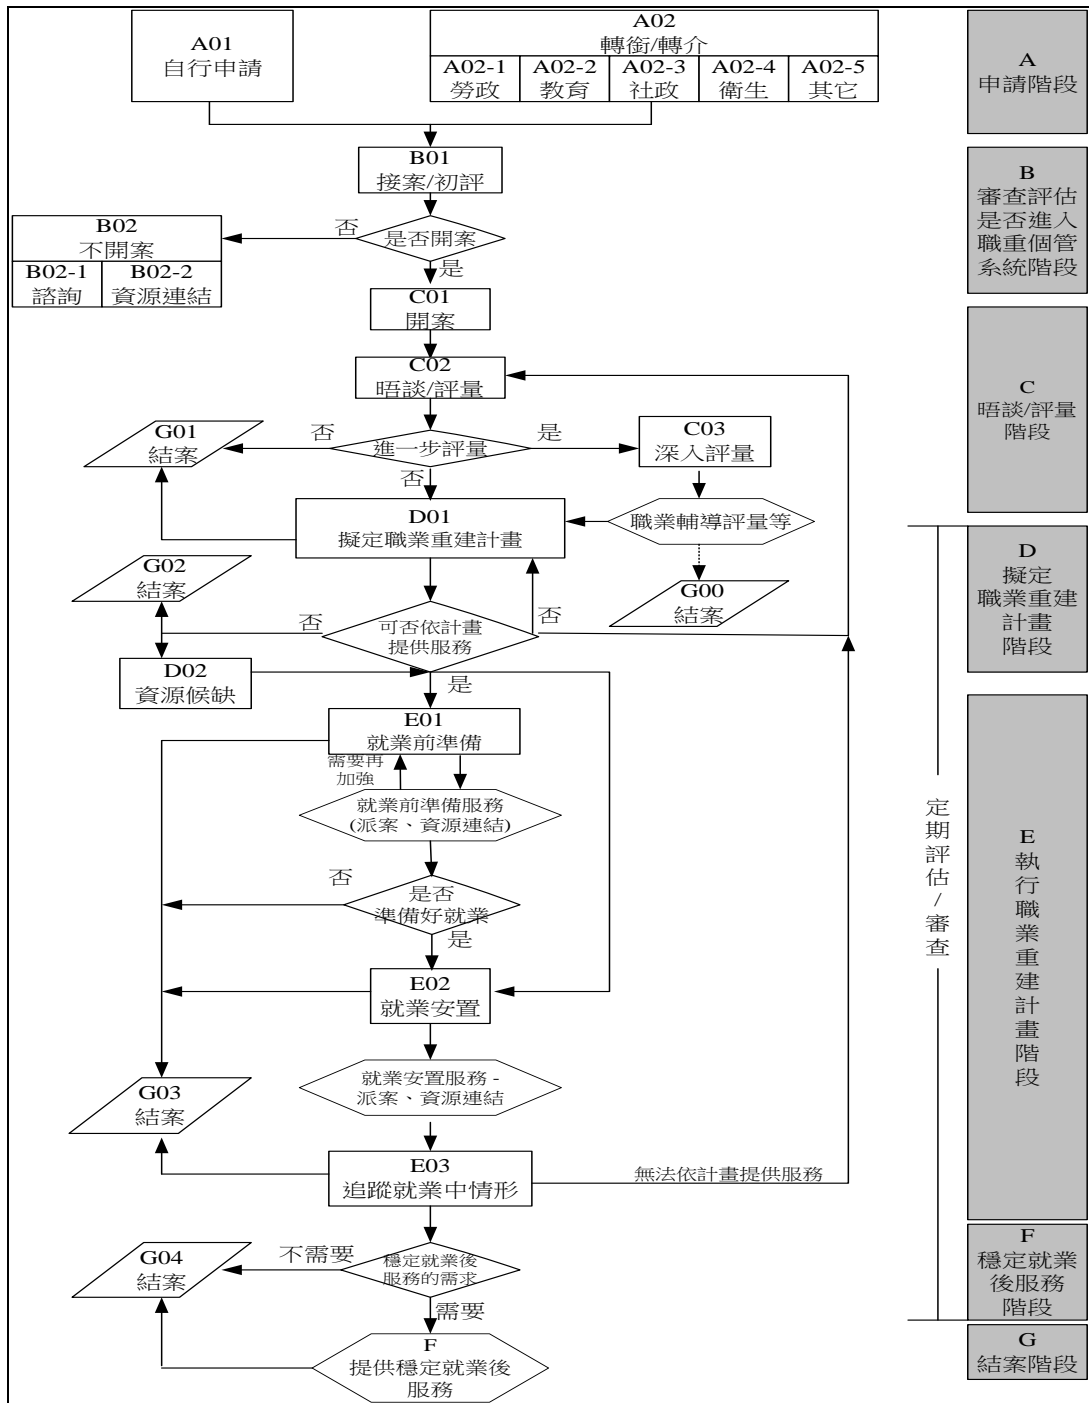 A01
自行申請
A02
轉銜/轉介
A02-1
勞政
A02-2
教育
A02-3
社政
A02-4
衛生
A02-5
其它
A
申請階段
B01
接案/初評
B
審查評估
是否進入
職重個管
系統階段
是否開案
否
是
B02
不開案
B02-1
諮詢
B02-2
資源連結
C01
開案
C02
晤談/評量
C
晤談/評量
階段
進一步評量
否
是
否
G01
結案
C03
深入評量
職業輔導評量等
G00
結案
D01
擬定職業重建計畫
D
擬定
職業重建
計畫
階段
G02
結案
可否依計畫
提供服務
否
否
是
D02
資源候缺
E01
就業前準備
需要再
加強
就業前準備服務
(派案、資源連結)
是否
準備好就業
否
是
E02
就業安置
就業安置服務 -
派案、資源連結
G03
結案
E03
追蹤就業中情形
無法依計畫提供服務
定
期
評
估
/
審
查
E
執
行
職
業
重
建
計
畫
階
段
穩定就業後
服務的需求
不需要
需要
G04
結案
F
提供穩定就業後
服務
F
穩定就業
後服務
階段
G
結案階段